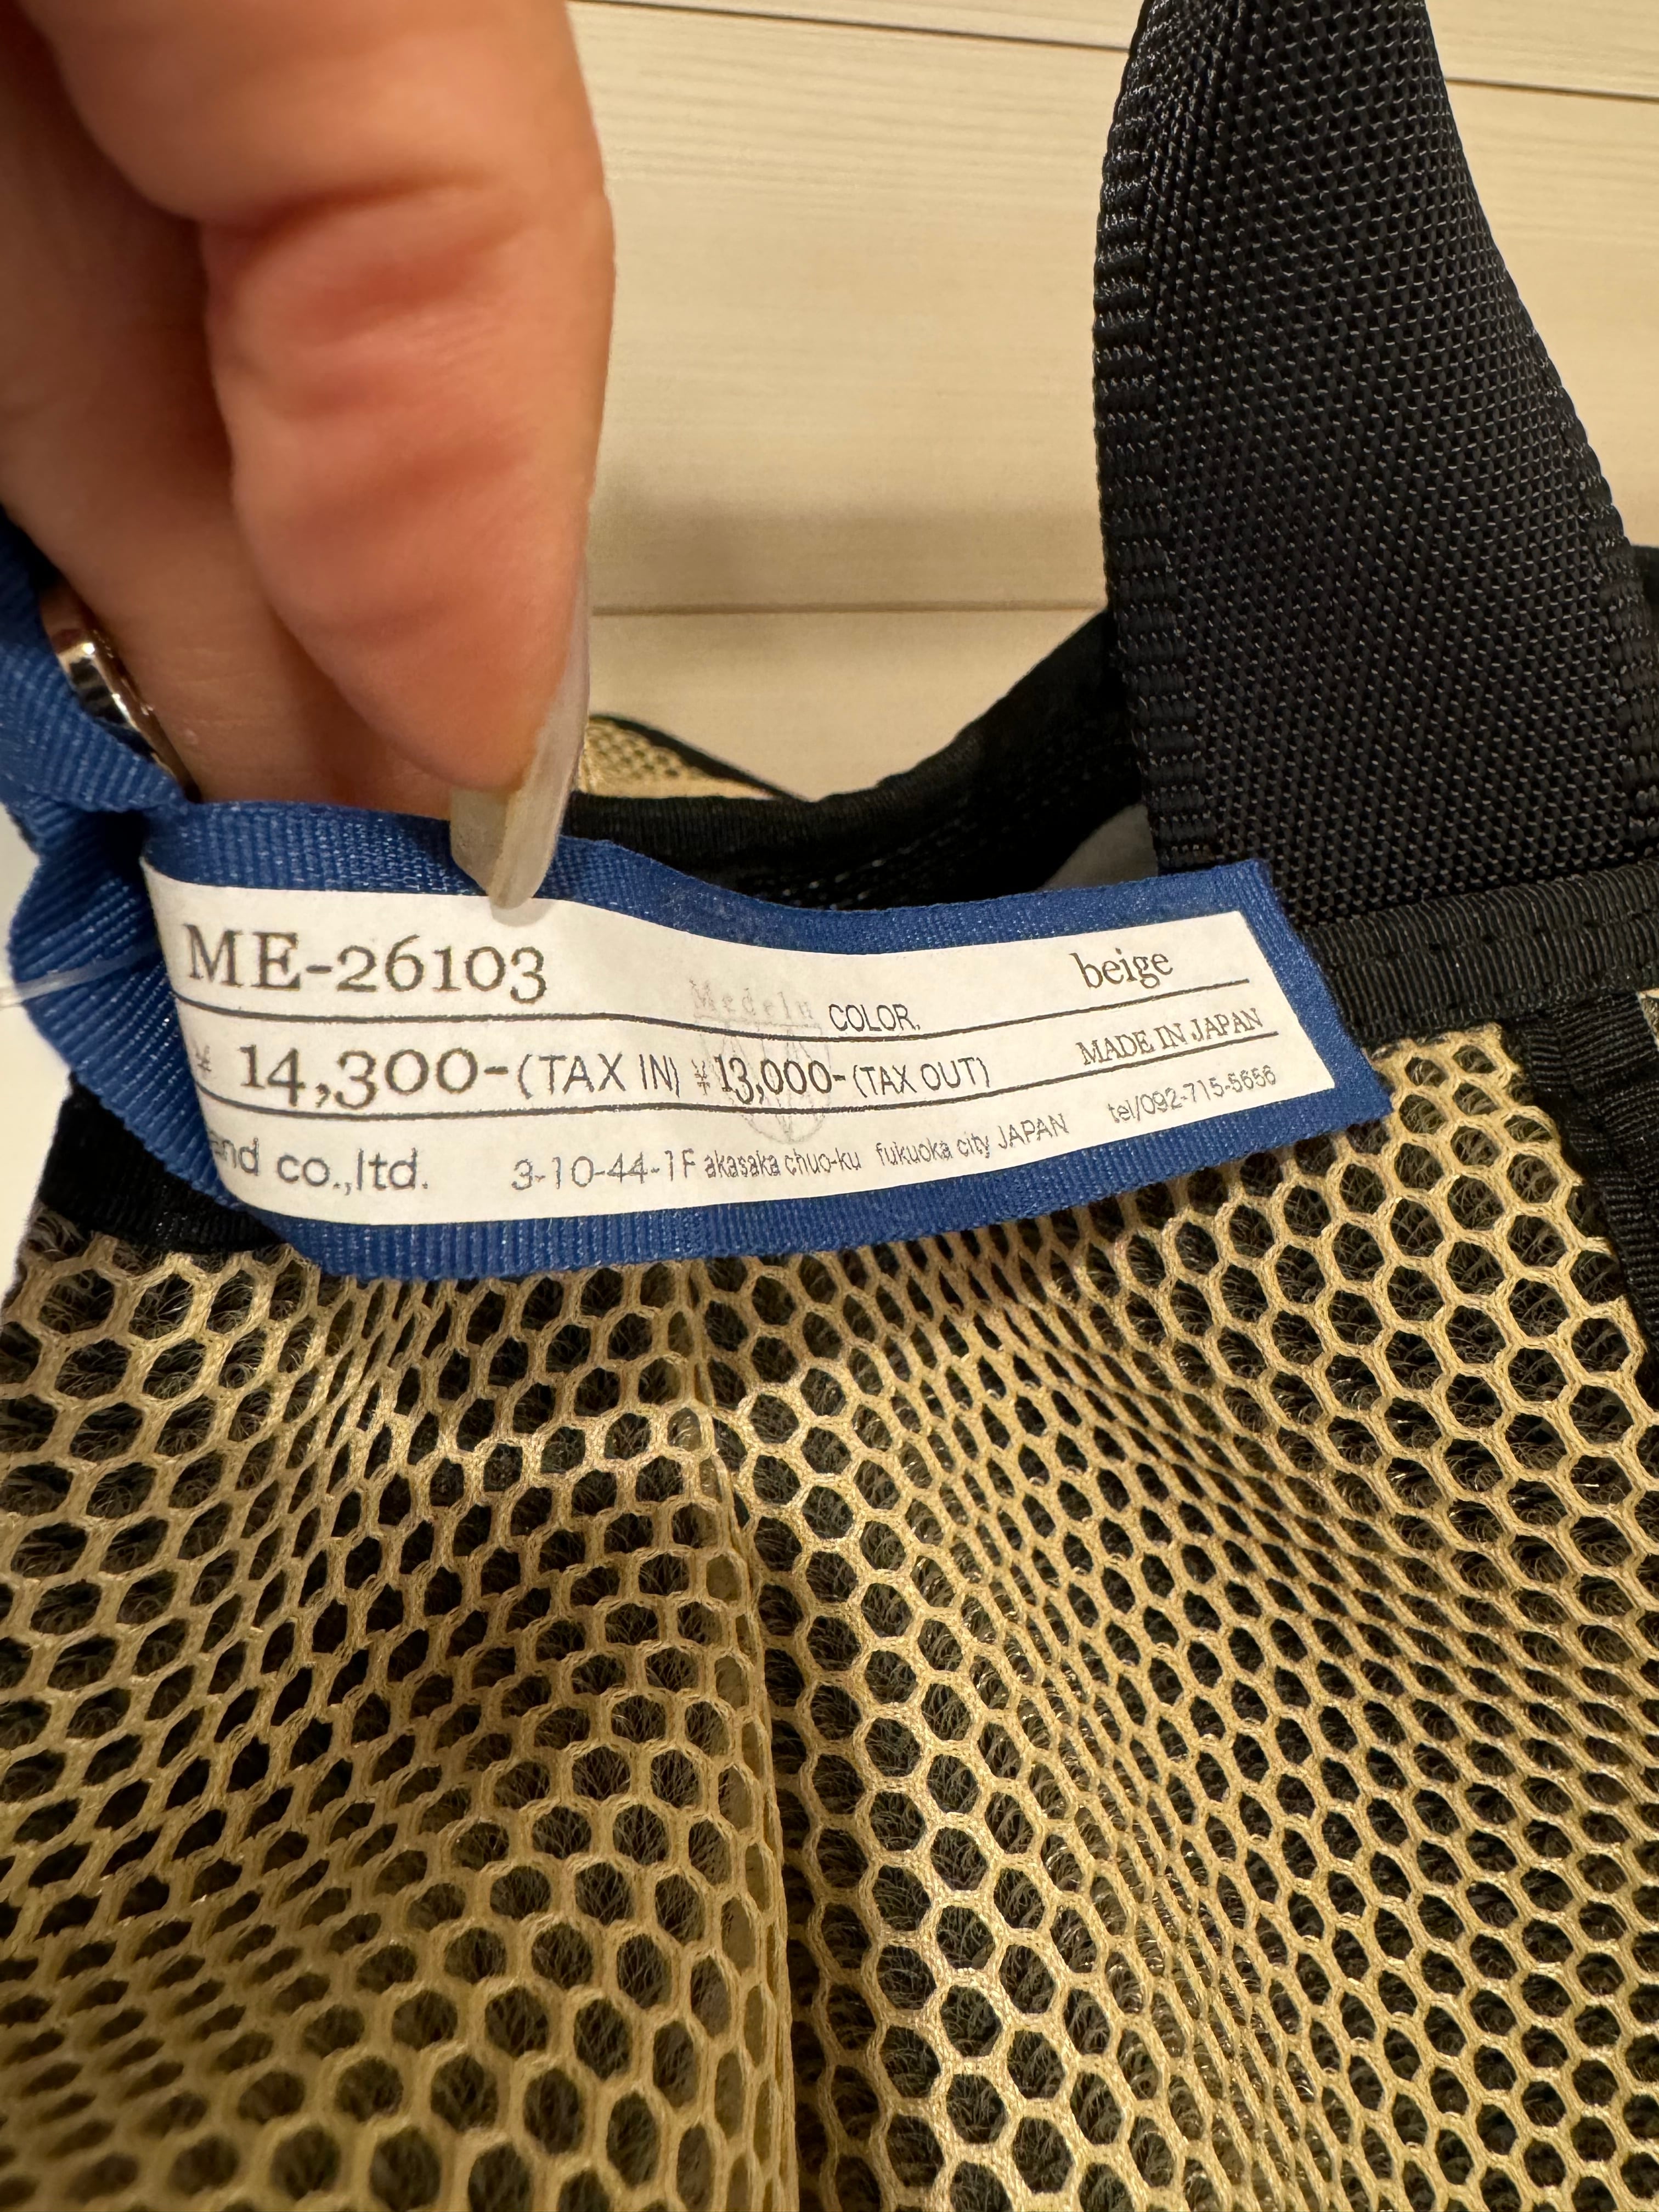 ME-26103 COLOR. beige
¥ 14,300-(TAX IN) ¥13,000-(TAX OUT) MADE IN JAPAN
and co.,ltd. 3-10-44-1F akasaka chuo-ku fukuoka city JAPAN tel/092-715-5656